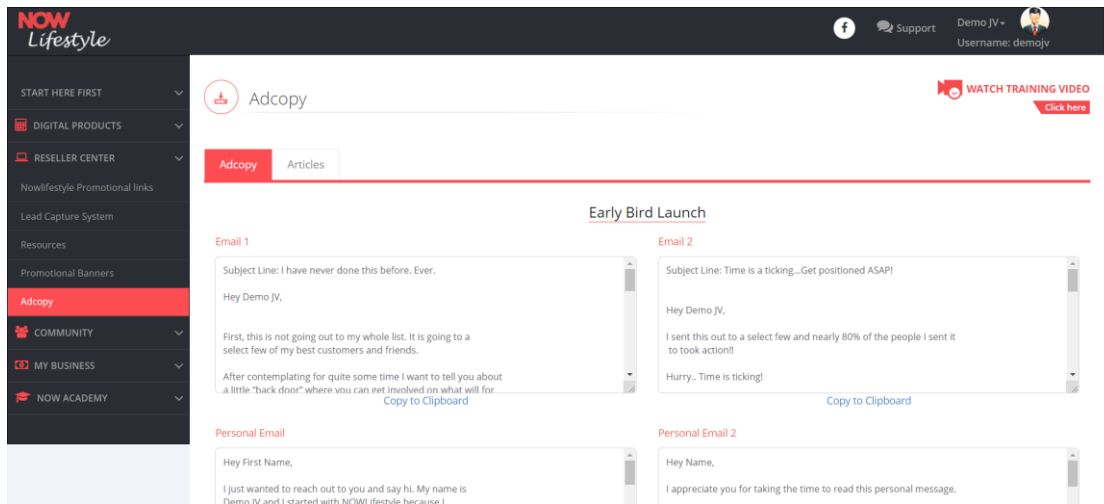 NOW
Lifestyle
f
Support
Demo JV
Username: demojv
START HERE FIRST
DIGITAL PRODUCTS
RESELLER CENTER
Nowlifestyle Promotional links
Lead Capture System
Resources
Promotional Banners
Adcopy
COMMUNITY
MY BUSINESS
NOW ACADEMY
Adcopy
WATCH TRAINING VIDEO
Click here
Adcopy
Articles
Early Bird Launch
Email 1
Subject Line: I have never done this before. Ever.
Hey Demo JV,
First, this is not going out to my whole list. It is going to a
select few of my best customers and friends.
After contemplating for quite some time I want to tell you about
a little "back door" where you can get involved on what will for
Copy to Clipboard
Email 2
Subject Line: Time is a ticking...Get positioned ASAP!
Hey Demo JV,
I sent this out to a select few and nearly 80% of the people I sent it
to took action!!
Hurry.. Time is ticking!
Copy to Clipboard
Personal Email
Hey First Name,
I just wanted to reach out to you and say hi. My name is
Demo JV and I started with NOWLifestyle because I
Personal Email 2
Hey Name,
I appreciate you for taking the time to read this personal message.